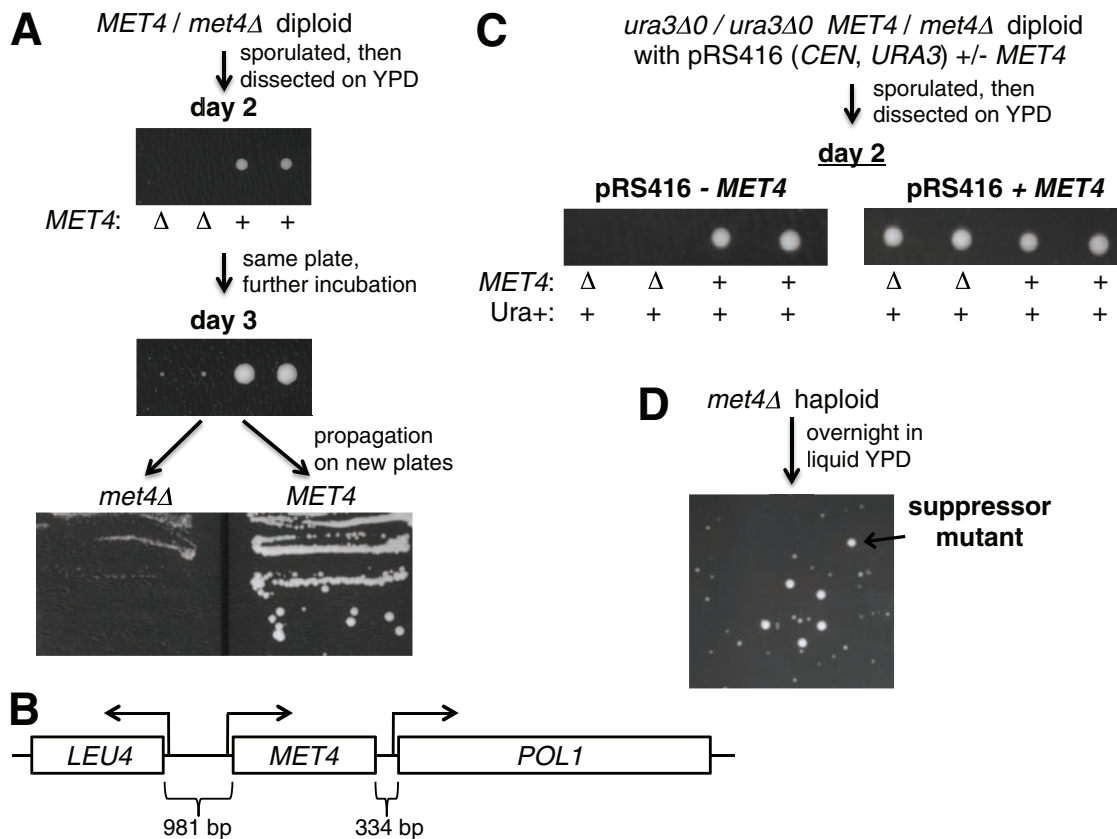 A
MET4 / met4Δ diploid
sporulated, then
dissected on YPD
day 2
MET4: Δ Δ + +
same plate,
further incubation
day 3
propagation
on new plates
met4Δ MET4
B
LEU4 MET4 POL1
981 bp 334 bp
C
ura3Δ0 / ura3Δ0 MET4 / met4Δ diploid
with pRS416 (CEN, URA3) +/- MET4
sporulated, then
dissected on YPD
day 2
pRS416 - MET4 pRS416 + MET4
MET4: Δ Δ + + Δ Δ + +
Ura+: + + + + + + + +
D
met4Δ haploid
overnight in
liquid YPD
suppressor
mutant